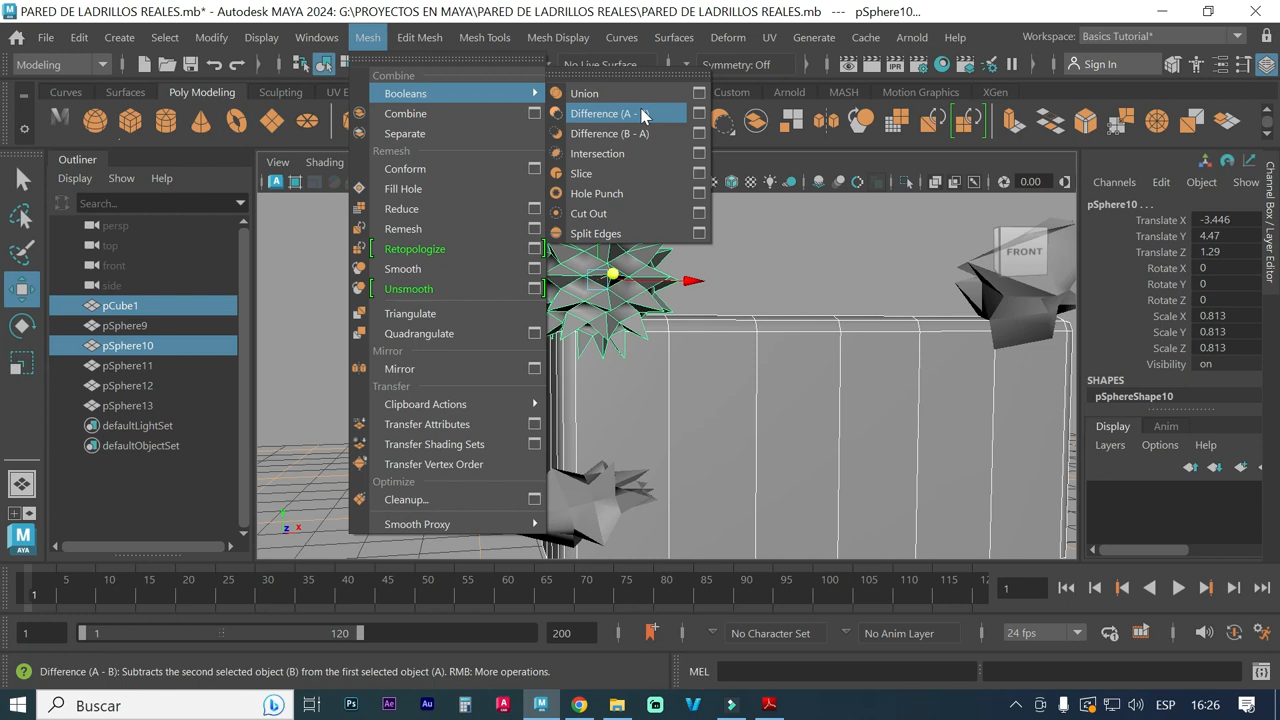 PARED DE LADRILLOS REALES.mb* - Autodesk MAYA 2024: G:\PROYECTOS EN MAYA\PARED DE LADRILLOS REALES\PARED DE LADRILLOS REALES.mb --- pSphere10...
File Edit Create Select Modify Display Windows Mesh Edit Mesh Mesh Tools Mesh Display Curves Surfaces Deform UV Generate Cache Arnold Help Workspace: Basics Tutorial*
Modeling No Live Surface Symmetry: Off IPR Sign In
Curves Surfaces Poly Modeling Sculpting UV E Custom Arnold MASH Motion Graphics XGen
Outliner
Display Show Help
Search...
persp
top
front
side
pCube1
pSphere9
pSphere10
pSphere11
pSphere12
pSphere13
defaultLightSet
defaultObjectSet
View Shading
0.00
Combine
Booleans
Combine
Separate
Remesh
Conform
Fill Hole
Reduce
Remesh
Retopologize
Smooth
Unsmooth
Triangulate
Quadrangulate
Mirror
Mirror
Transfer
Clipboard Actions
Transfer Attributes
Transfer Shading Sets
Transfer Vertex Order
Optimize
Cleanup...
Smooth Proxy
Union
Difference (A -
Difference (B - A)
Intersection
Slice
Hole Punch
Cut Out
Split Edges
FRONT
z x
Channels Edit Object Show
pSphere10 . . .
Translate X -3.446
Translate Y 4.47
Translate Z 1.29
Rotate X 0
Rotate Y 0
Rotate Z 0
Scale X 0.813
Scale Y 0.813
Scale Z 0.813
Visibility on
SHAPES
pSphereShape10
Display Anim
Layers Options Help
Channel Box / Layer Editor
5 10 15 20 25 30 35 40 45 50 55 60 65 70 75 80 85 90 95 100 105 110 115 12
1
1
1 1 120 200 No Character Set No Anim Layer 24 fps
Difference (A - B): Subtracts the second selected object (B) from the first selected object (A). RMB: More operations. MEL
Buscar Ps Ae Au ESP 16:26